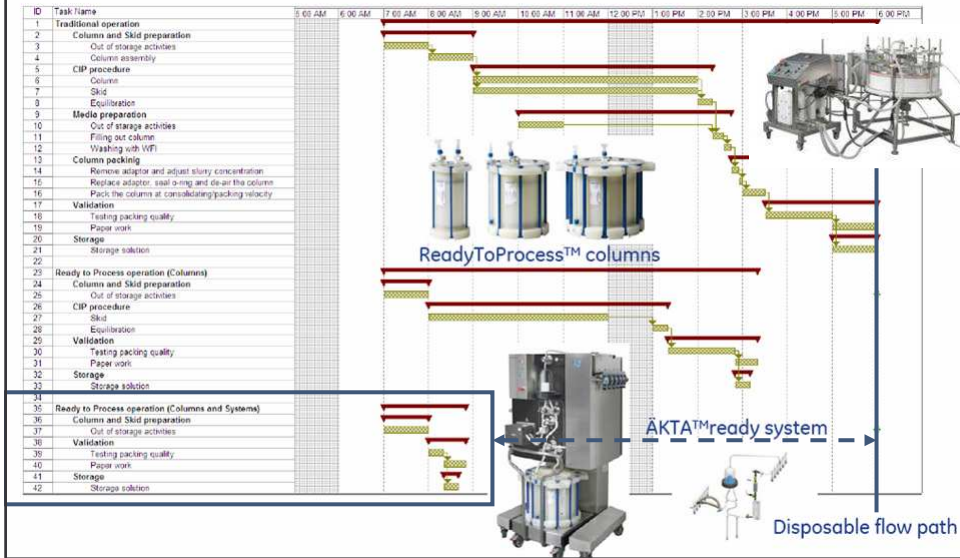 ID Task Name 5:00 AM 6:00 AM 7:00 AM 8:00 AM 9:00 AM 10:00 AM 11:00 AM 12:00 PM 1:00 PM 2:00 PM 3:00 PM 4:00 PM 5:00 PM 6:00 PM
1 Traditional operation
2 Column and Skid preparation
3 Out of storage activities
4 Column assembly
5 CIP procedure
6 Column
7 Skid
8 Equilibration
9 Media preparation
10 Out of storage activities
11 Filling out column
12 Washing with WFI
13 Column packinig
14 Remove adaptor and adjust slurry concentration
15 Replace adaptor, seal o-ring and de-air the column
16 Pack the column at consolidating/packing velocity
17 Validation
18 Testing packing quality
19 Paper work
20 Storage
21 Storage solution
22
ReadyToProcess™ columns
23 Ready to Process operation (Columns)
24 Column and Skid preparation
25 Out of storage activities
26 CIP procedure
27 Skid
28 Equilibration
29 Validation
30 Testing packing quality
31 Paper work
32 Storage
33 Storage solution
34
35 Ready to Process operation (Columns and Systems)
36 Column and Skid preparation
37 Out of storage activities
38 Validation
39 Testing packing quality
40 Paper work
41 Storage
42 Storage solution
ÄKTA™ready system
Disposable flow path